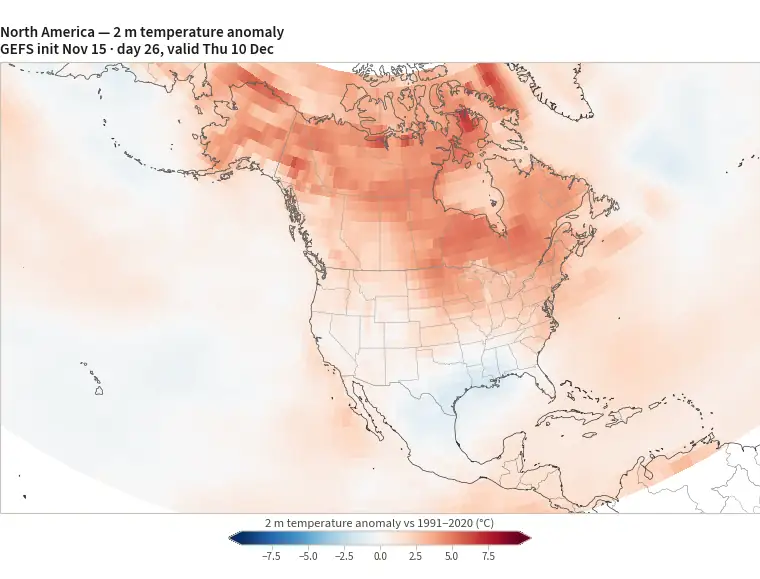 North America — 2 m temperature anomaly
GEFS init Nov 15 · day 26, valid Thu 10 Dec
2 m temperature anomaly vs 1991–2020 (°C)
−7.5 −5.0 −2.5 0.0 2.5 5.0 7.5